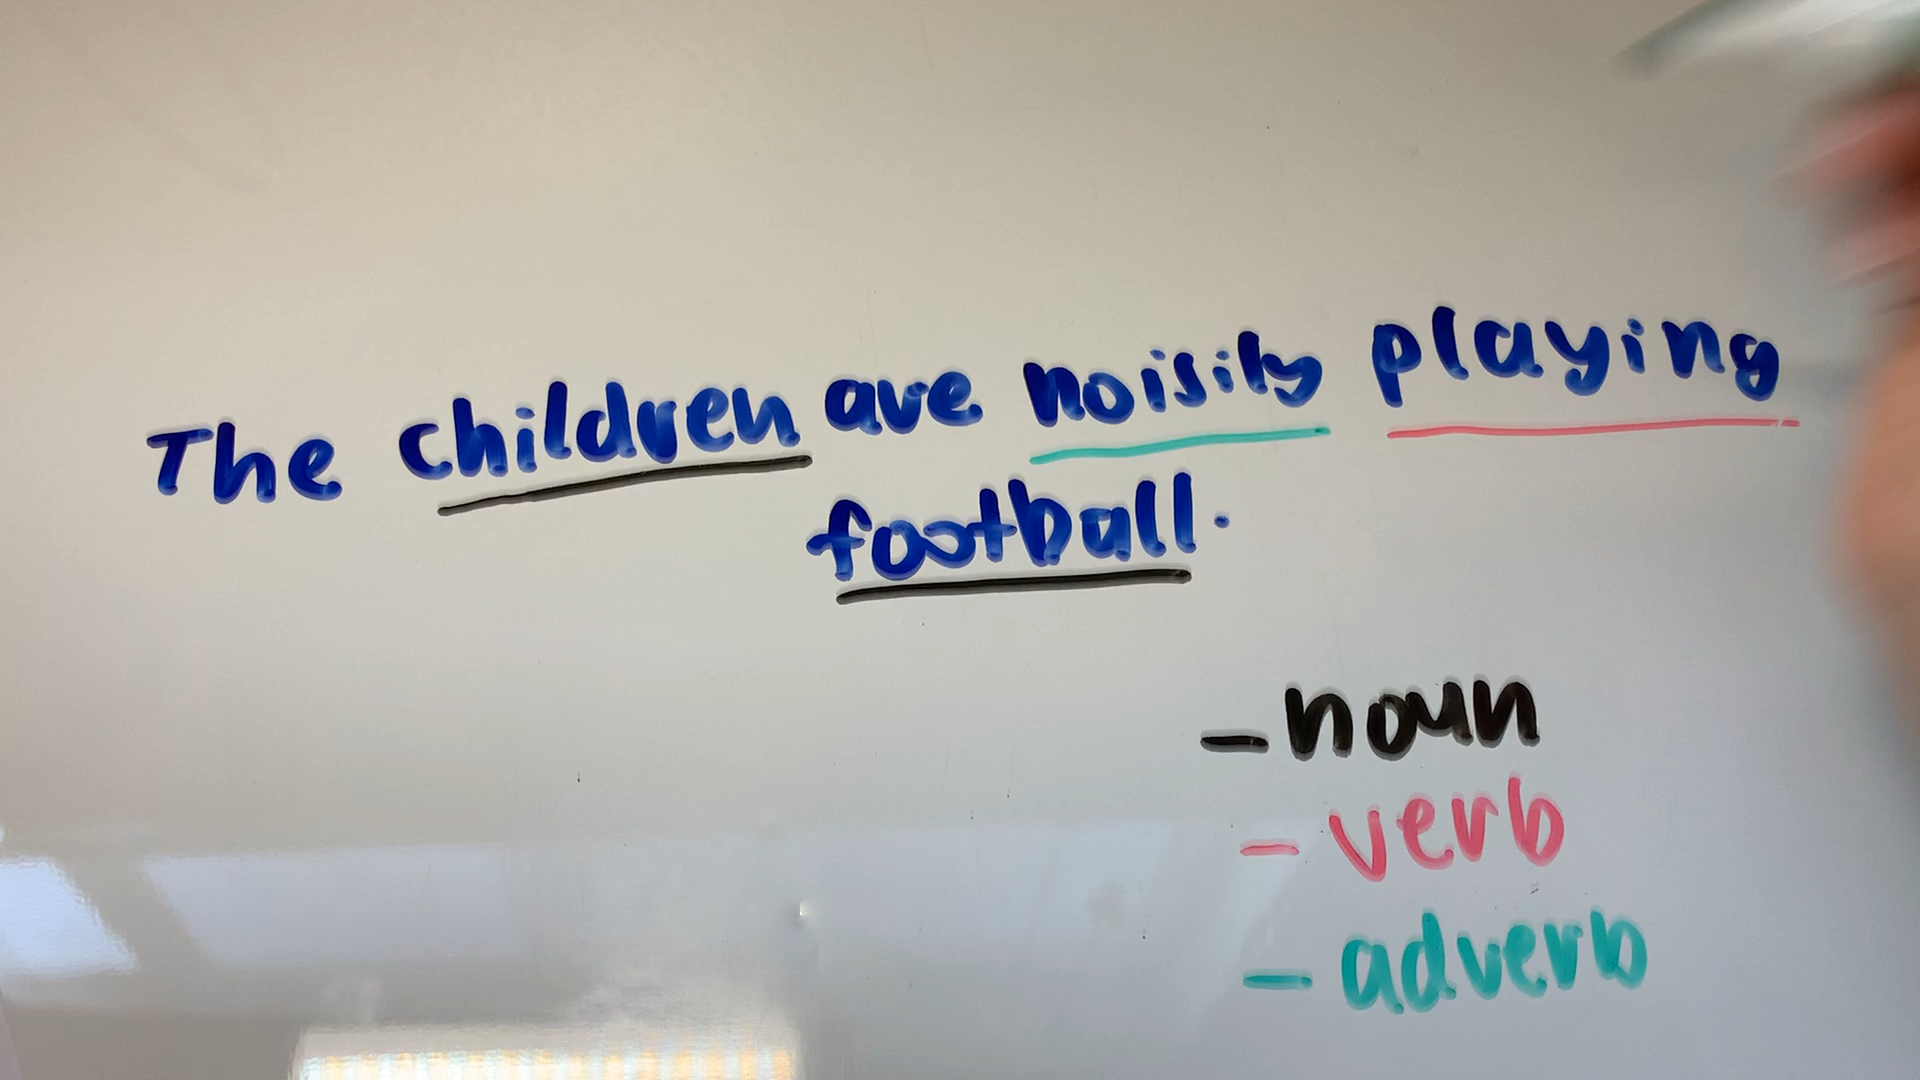 The children are noisily playing
football.
- noun
- verb
- adverb